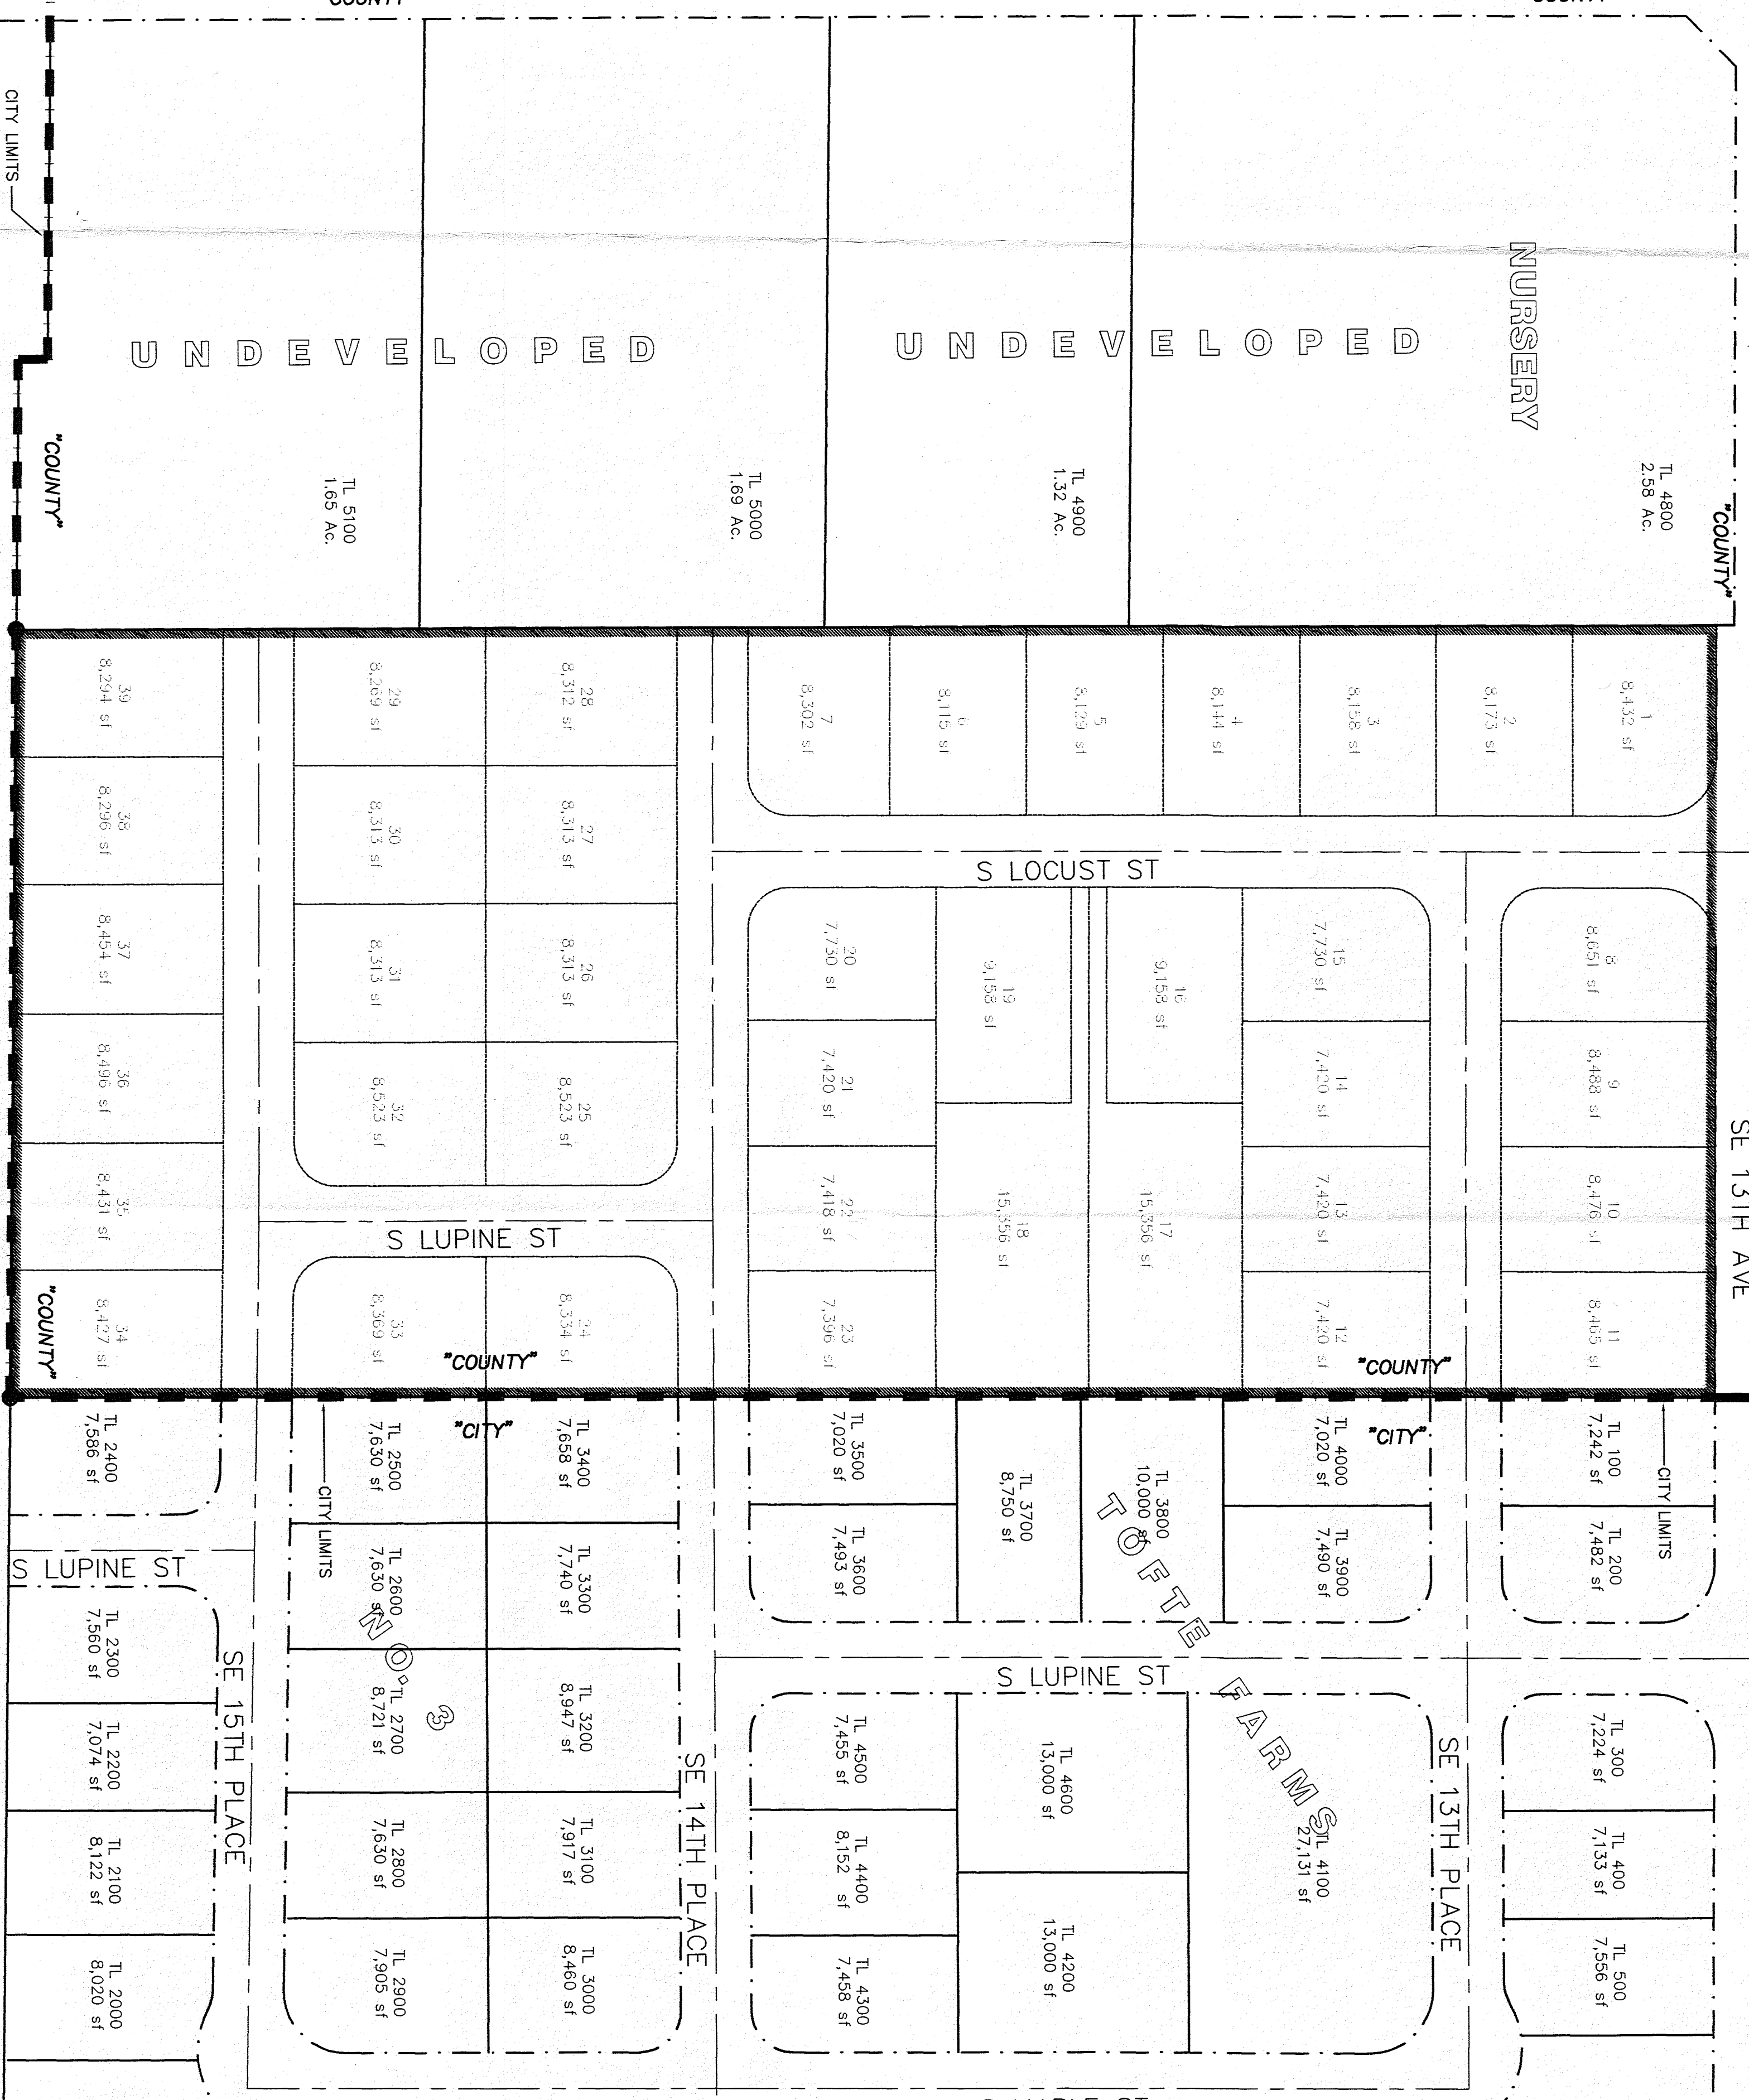 COUNTY
CITY LIMITS
"COUNTY"
UNDEVELOPED
UNDEVELOPED
NURSERY
TL 5100
1.65 Ac.
TL 5000
1.69 Ac.
TL 4900
1.32 Ac.
TL 4800
2.58 Ac.
"COUNTY"
39
8,294 sf
29
8,269 sf
28
8,312 sf
7
8,302 sf
6
8,115 sf
5
8,129 sf
4
8,144 sf
3
8,158 sf
2
8,173 sf
1
8,432 sf
38
8,296 sf
30
8,313 sf
27
8,313 sf
S LOCUST ST
37
8,454 sf
31
8,313 sf
26
8,313 sf
20
7,730 sf
19
9,158 sf
16
9,158 sf
15
7,730 sf
8
8,651 sf
36
8,496 sf
32
8,523 sf
25
8,523 sf
21
7,420 sf
14
7,420 sf
9
8,488 sf
SE 13TH AVE
35
8,431 sf
S LUPINE ST
22
7,418 sf
18
15,356 sf
17
15,356 sf
13
7,420 sf
10
8,476 sf
"COUNTY"
34
8,427 sf
33
8,369 sf
24
8,334 sf
23
7,396 sf
12
7,420 sf
11
8,465 sf
"COUNTY"
"COUNTY"
"CITY"
"CITY"
TL 2400
7,586 sf
TL 2500
7,630 sf
TL 3400
7,658 sf
TL 3500
7,020 sf
TL 3700
8,750 sf
TL 3800
10,000 sf
TL 4000
7,020 sf
TL 100
7,242 sf
CITY LIMITS
CITY LIMITS
S LUPINE ST
TL 2600
7,630 sf
TL 3300
7,740 sf
TL 3600
7,493 sf
TL 3900
7,490 sf
TL 200
7,482 sf
TOFTE FARMS
NO. 3
TL 2300
7,560 sf
SE 15TH PLACE
TL 2700
8,721 sf
TL 3200
8,947 sf
SE 14TH PLACE
S LUPINE ST
TL 4500
7,455 sf
TL 4600
13,000 sf
TL 4100
27,131 sf
SE 13TH PLACE
TL 300
7,224 sf
TL 2200
7,074 sf
TL 2100
8,122 sf
TL 2800
7,630 sf
TL 3100
7,917 sf
TL 4400
8,152 sf
TL 400
7,133 sf
TL 2000
8,020 sf
TL 2900
7,905 sf
TL 3000
8,460 sf
TL 4300
7,458 sf
TL 4200
13,000 sf
TL 500
7,556 sf